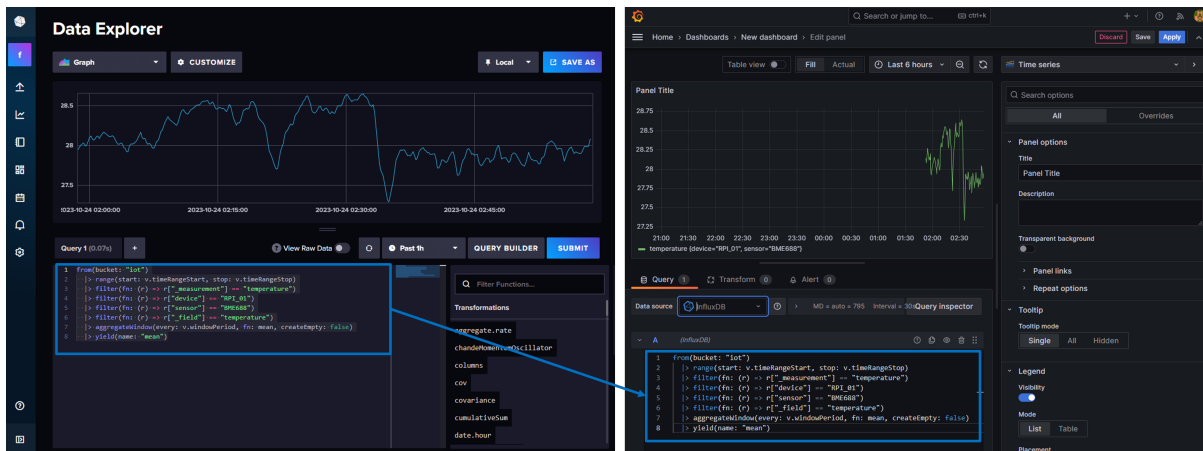 Data Explorer
Graph
CUSTOMIZE
Local
SAVE AS
28.5
28
27.5
2023-10-24 02:00:00
2023-10-24 02:15:00
2023-10-24 02:30:00
2023-10-24 02:45:00
Query 1 (0.07s)
+
View Raw Data
Past 1h
QUERY BUILDER
SUBMIT
1 from(bucket: "iot")
2 |> range(start: v.timeRangeStart, stop: v.timeRangeStop)
3 |> filter(fn: (r) => r["_measurement"] == "temperature")
4 |> filter(fn: (r) => r["device"] == "RPI_01")
5 |> filter(fn: (r) => r["sensor"] == "BME688")
6 |> filter(fn: (r) => r["_field"] == "temperature")
7 |> aggregateWindow(every: v.windowPeriod, fn: mean, createEmpty: false)
8 |> yield(name: "mean")
Filter Functions...
Transformations
aggregate.rate
chandeMomentumOscillator
columns
cov
covariance
cumulativeSum
date.hour
f
Search or jump to...
ctrl+k
Home > Dashboards > New dashboard > Edit panel
Discard
Save
Apply
Table view
Fill
Actual
Last 6 hours
Time series
Panel Title
28.75
28.5
28.25
28
27.75
27.5
27.25
21:00 21:30 22:00 22:30 23:00 23:30 00:00 00:30 01:00 01:30 02:00 02:30
temperature {device="RPI_01", sensor="BME688"}
Query 1
Transform 0
Alert 0
Data source
InfluxDB
MD = auto = 795
Interval = 30s
Query inspector
A
(InfluxDB)
1 from(bucket: "iot")
2 |> range(start: v.timeRangeStart, stop: v.timeRangeStop)
3 |> filter(fn: (r) => r["_measurement"] == "temperature")
4 |> filter(fn: (r) => r["device"] == "RPI_01")
5 |> filter(fn: (r) => r["sensor"] == "BME688")
6 |> filter(fn: (r) => r["_field"] == "temperature")
7 |> aggregateWindow(every: v.windowPeriod, fn: mean, createEmpty: false)
8 |> yield(name: "mean")
Search options
All
Overrides
Panel options
Title
Panel Title
Description
Transparent background
Panel links
Repeat options
Tooltip
Tooltip mode
Single
All
Hidden
Legend
Visibility
Mode
List
Table
Placement